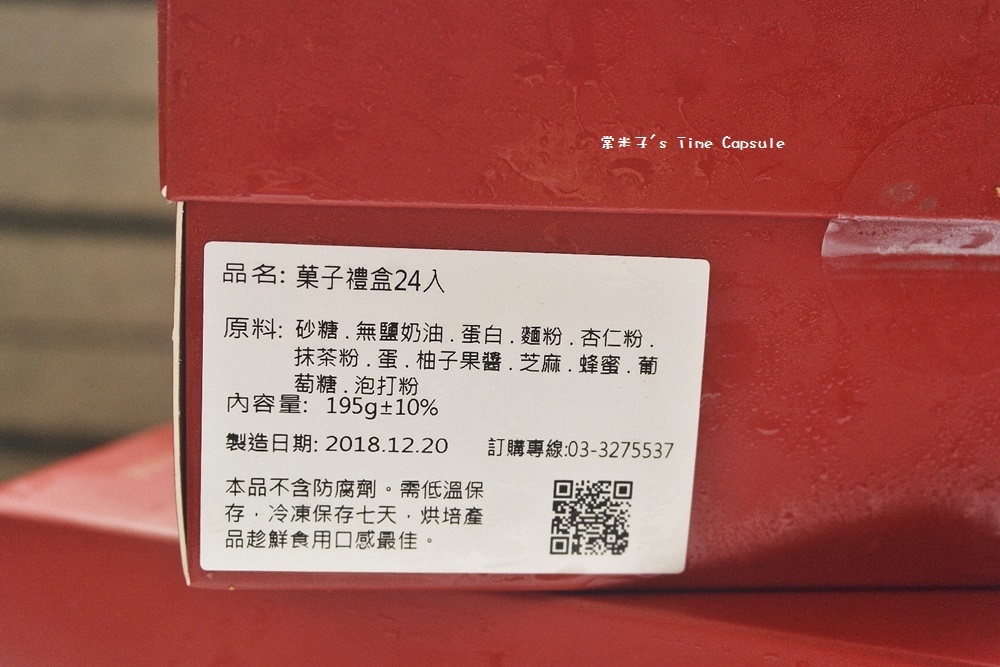 棠米子's Time Capsule
品名: 菓子禮盒24入
原料: 砂糖.無鹽奶油.蛋白.麵粉.杏仁粉.
抹茶粉.蛋.柚子果醬.芝麻.蜂蜜.葡
萄糖.泡打粉
內容量: 195g±10%
製造日期: 2018.12.20 訂購專線:03-3275537
本品不含防腐劑。需低溫保
存，冷凍保存七天，烘培產
品趁鮮食用口感最佳。